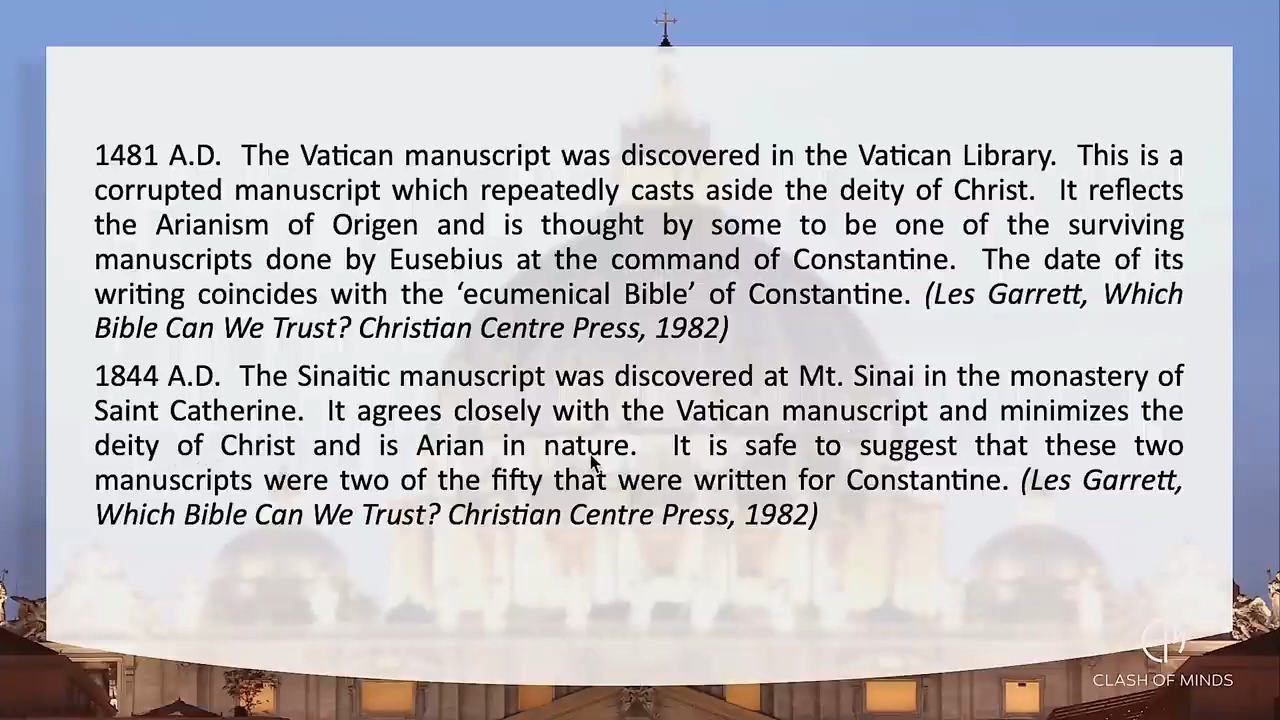 1481 A.D. The Vatican manuscript was discovered in the Vatican Library. This is a
corrupted manuscript which repeatedly casts aside the deity of Christ. It reflects
the Arianism of Origen and is thought by some to be one of the surviving
manuscripts done by Eusebius at the command of Constantine. The date of its
writing coincides with the ‘ecumenical Bible’ of Constantine. (Les Garrett, Which
Bible Can We Trust? Christian Centre Press, 1982)
1844 A.D. The Sinaitic manuscript was discovered at Mt. Sinai in the monastery of
Saint Catherine. It agrees closely with the Vatican manuscript and minimizes the
deity of Christ and is Arian in nature. It is safe to suggest that these two
manuscripts were two of the fifty that were written for Constantine. (Les Garrett,
Which Bible Can We Trust? Christian Centre Press, 1982)
CLASH OF MINDS